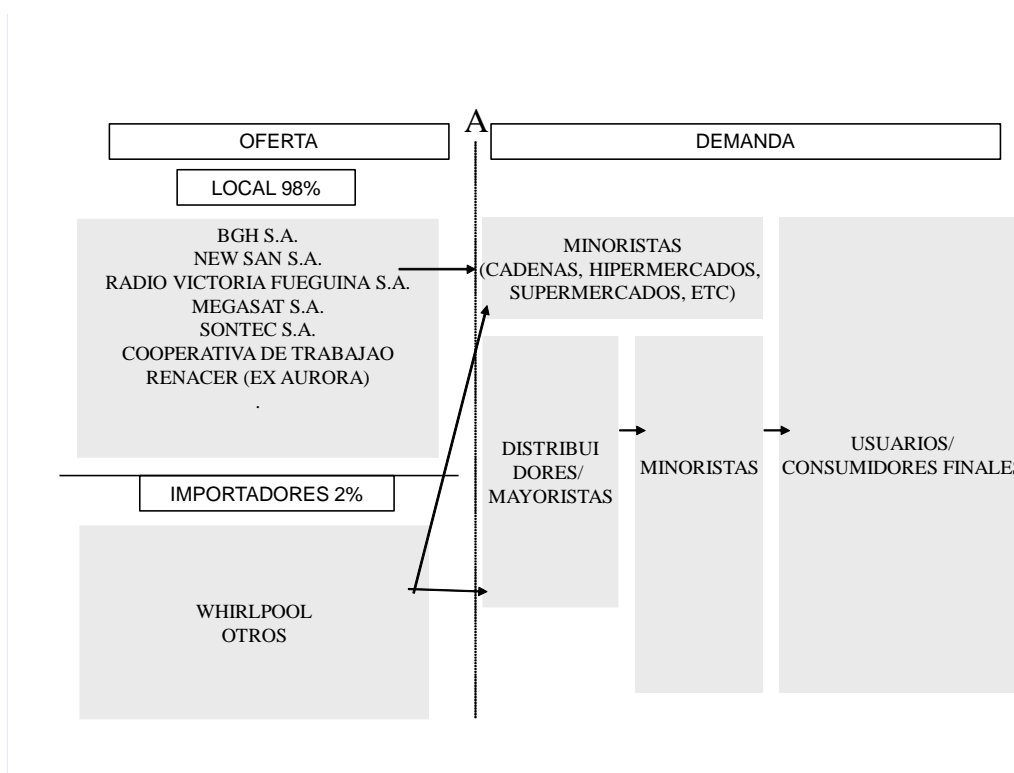 A
OFERTA
DEMANDA
LOCAL 98%
BGH S.A.
NEW SAN S.A.
RADIO VICTORIA FUEGUINA S.A.
MEGASAT S.A.
SONTEC S.A.
COOPERATIVA DE TRABAJAO
RENACER (EX AURORA)
.
MINORISTAS
(CADENAS, HIPERMERCADOS,
SUPERMERCADOS, ETC)
DISTRIBUI
DORES/
MAYORISTAS
MINORISTAS
USUARIOS/
CONSUMIDORES FINALES
IMPORTADORES 2%
WHIRLPOOL
OTROS